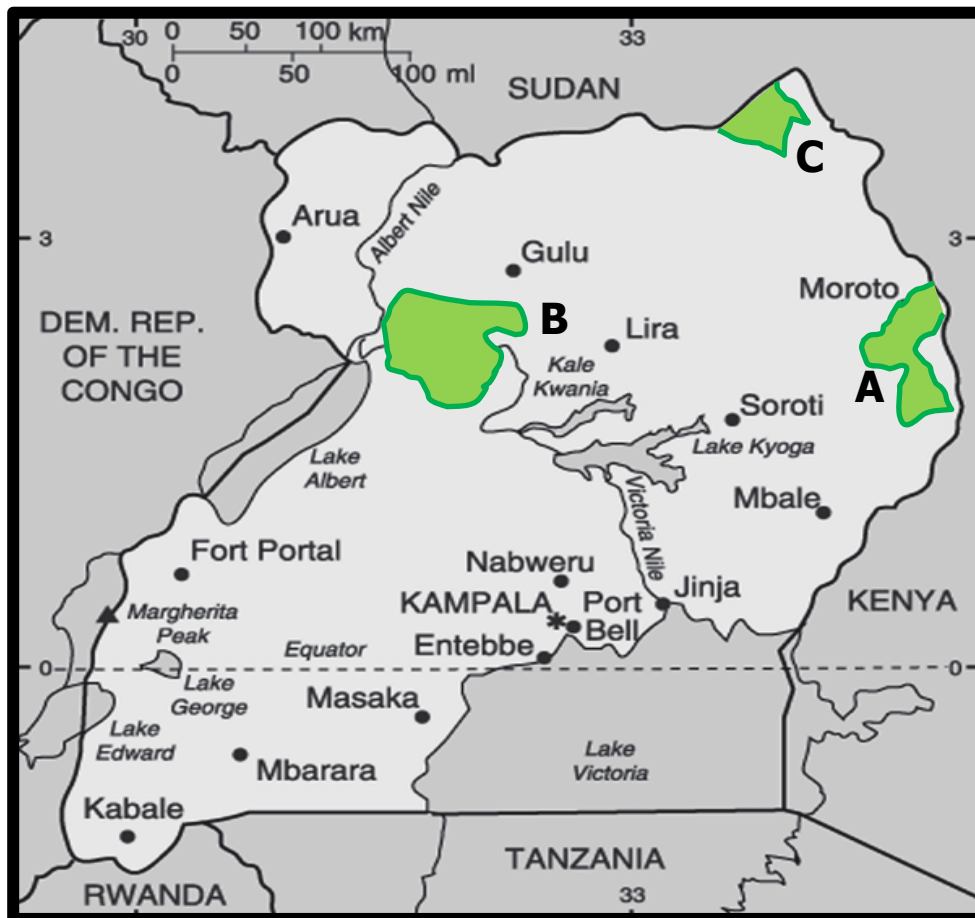 30
0 50 100 km
0 50 100 ml
33
SUDAN
C
Arua
Albert Nile
3
3
Gulu
Moroto
DEM. REP.
OF THE
CONGO
B
Lira
Kale
Kwania
A
Soroti
Lake Kyoga
Lake
Albert
Mbale
Victoria Nile
Fort Portal
Nabweru
Jinja
KAMPALA
*
Port
Bell
KENYA
Margherita
Peak
Entebbe
Equator
0
0
Lake
George
Masaka
Lake
Edward
Mbarara
Lake
Victoria
Kabale
TANZANIA
RWANDA
33